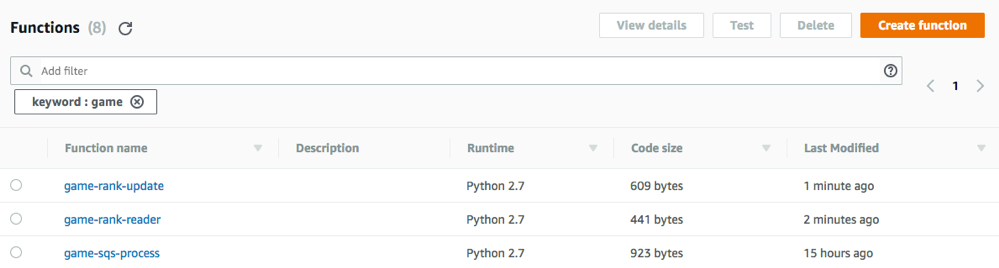 Functions (8) View details Test Delete Create function
Add filter
1
keyword : game
Function name Description Runtime Code size Last Modified
game-rank-update Python 2.7 609 bytes 1 minute ago
game-rank-reader Python 2.7 441 bytes 2 minutes ago
game-sqs-process Python 2.7 923 bytes 15 hours ago